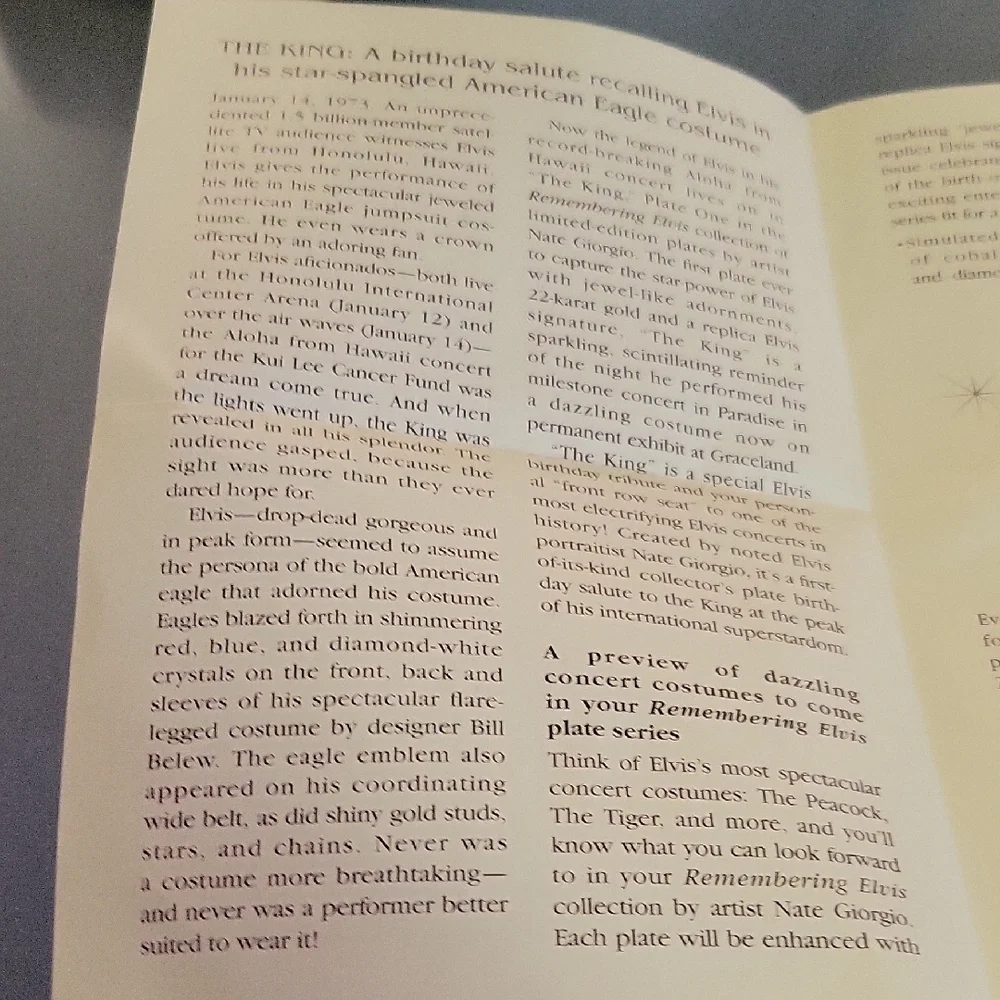 THE KING: A birthday salute recalling Elvis in
his star-spangled American Eagle costume
January 14, 1973. An unprece-
dented 1.5 billion-member satel-
lite TV audience witnesses Elvis
live from Honolulu, Hawaii.
Elvis gives the performance of
his life in his spectacular jeweled
American Eagle jumpsuit cos-
tume. He even wears a crown
offered by an adoring fan.
For Elvis aficionados—both live
at the Honolulu International
Center Arena (January 12) and
over the air waves (January 14)—
the Aloha from Hawaii concert
for the Kui Lee Cancer Fund was
a dream come true. And when
the lights went up, the King was
revealed in all his splendor. The
audience gasped, because the
sight was more than they ever
dared hope for.
Elvis—drop-dead gorgeous and
in peak form—seemed to assume
the persona of the bold American
eagle that adorned his costume.
Eagles blazed forth in shimmering
red, blue, and diamond-white
crystals on the front, back and
sleeves of his spectacular flare-
legged costume by designer Bill
Belew. The eagle emblem also
appeared on his coordinating
wide belt, as did shiny gold studs,
stars, and chains. Never was
a costume more breathtaking—
and never was a performer better
suited to wear it!
Now the legend of Elvis in his
record-breaking Aloha from
Hawaii concert lives on in
"The King," Plate One in the
Remembering Elvis collection of
limited-edition plates by artist
Nate Giorgio. The first plate ever
to capture the star power of Elvis
with jewel-like adornments,
22-karat gold and a replica Elvis
signature, "The King" is a
sparkling, scintillating reminder
of the night he performed his
milestone concert in Paradise in
a dazzling costume now on
permanent exhibit at Graceland.
"The King" is a special Elvis
birthday tribute and your person-
al "front row seat" to one of the
most electrifying Elvis concerts in
history! Created by noted Elvis
portraitist Nate Giorgio, it's a first-
of-its-kind collector's plate birth-
day salute to the King at the peak
of his international superstardom.
A preview of dazzling
concert costumes to come
in your Remembering Elvis
plate series
Think of Elvis's most spectacular
concert costumes: The Peacock,
The Tiger, and more, and you'll
know what you can look forward
to in your Remembering Elvis
collection by artist Nate Giorgio.
Each plate will be enhanced with
sparkling
replica Elvis
issue
of the birth
exciting
series fit for a
Simulated
of
and